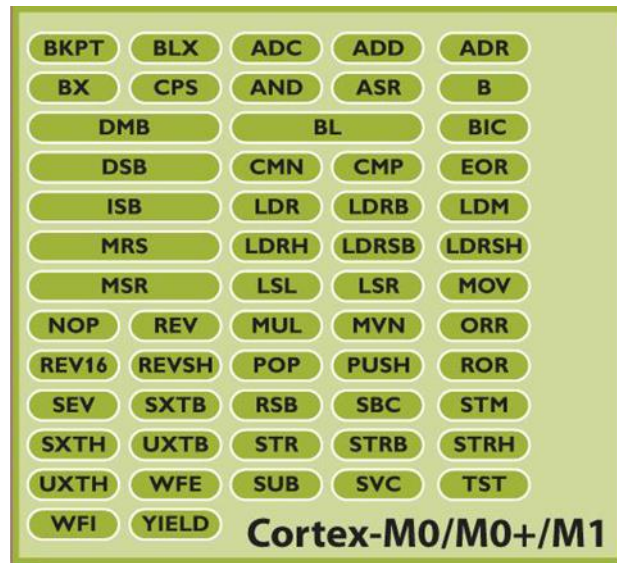 BKPT BLX ADC ADD ADR
BX CPS AND ASR B
DMB BL BIC
DSB CMN CMP EOR
ISB LDR LDRB LDM
MRS LDRH LDRSB LDRSH
MSR LSL LSR MOV
NOP REV MUL MVN ORR
REV16 REVSH POP PUSH ROR
SEV SXTB RSB SBC STM
SXTH UXTB STR STRB STRH
UXTH WFE SUB SVC TST
WFI YIELD Cortex-M0/M0+/M1